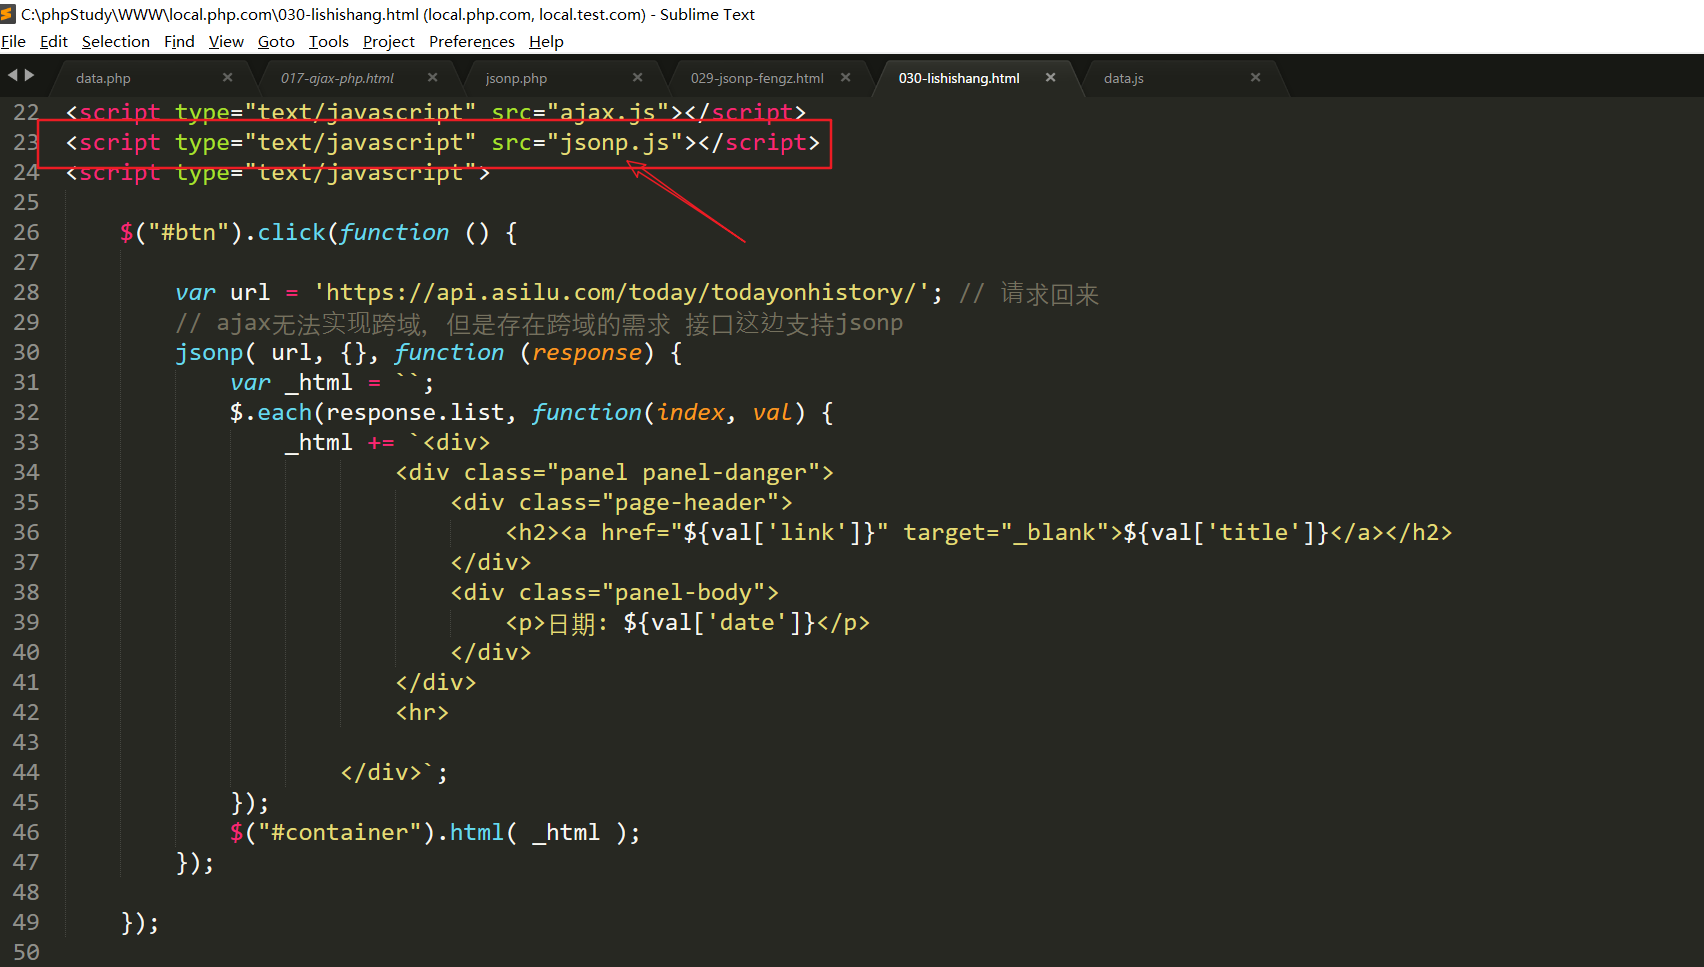 C:\phpStudy\WWW\local.php.com\030-lishishang.html (local.php.com, local.test.com) - Sublime Text
File Edit Selection Find View Goto Tools Project Preferences Help
data.php 017-ajax-php.html jsonp.php 029-jsonp-fengz.html 030-lishishang.html data.js
22 <script type="text/javascript" src="ajax.js"></script>
23 <script type="text/javascript" src="jsonp.js"></script>
24 <script type="text/javascript">
25
26 $("#btn").click(function () {
27
28 var url = 'https://api.asilu.com/today/todayonhistory/'; // 请求回来
29 // ajax无法实现跨域，但是存在跨域的需求 接口这边支持jsonp
30 jsonp( url, {}, function (response) {
31 var _html = ``;
32 $.each(response.list, function(index, val) {
33 _html += `<div>
34 <div class="panel panel-danger">
35 <div class="page-header">
36 <h2><a href="${val['link']}" target="_blank">${val['title']}</a></h2>
37 </div>
38 <div class="panel-body">
39 <p>日期: ${val['date']}</p>
40 </div>
41 </div>
42 <hr>
43
44 </div>`;
45 });
46 $("#container").html( _html );
47 });
48
49 });
50